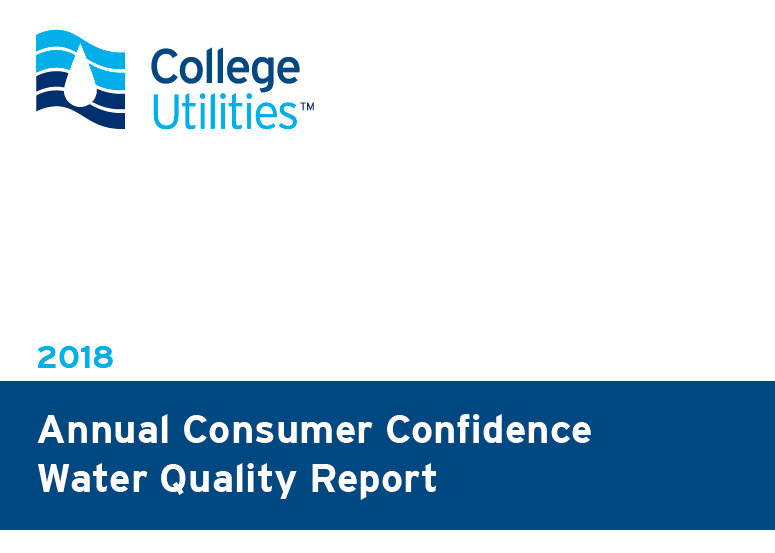 College
Utilities™
2018
Annual Consumer Confidence
Water Quality Report